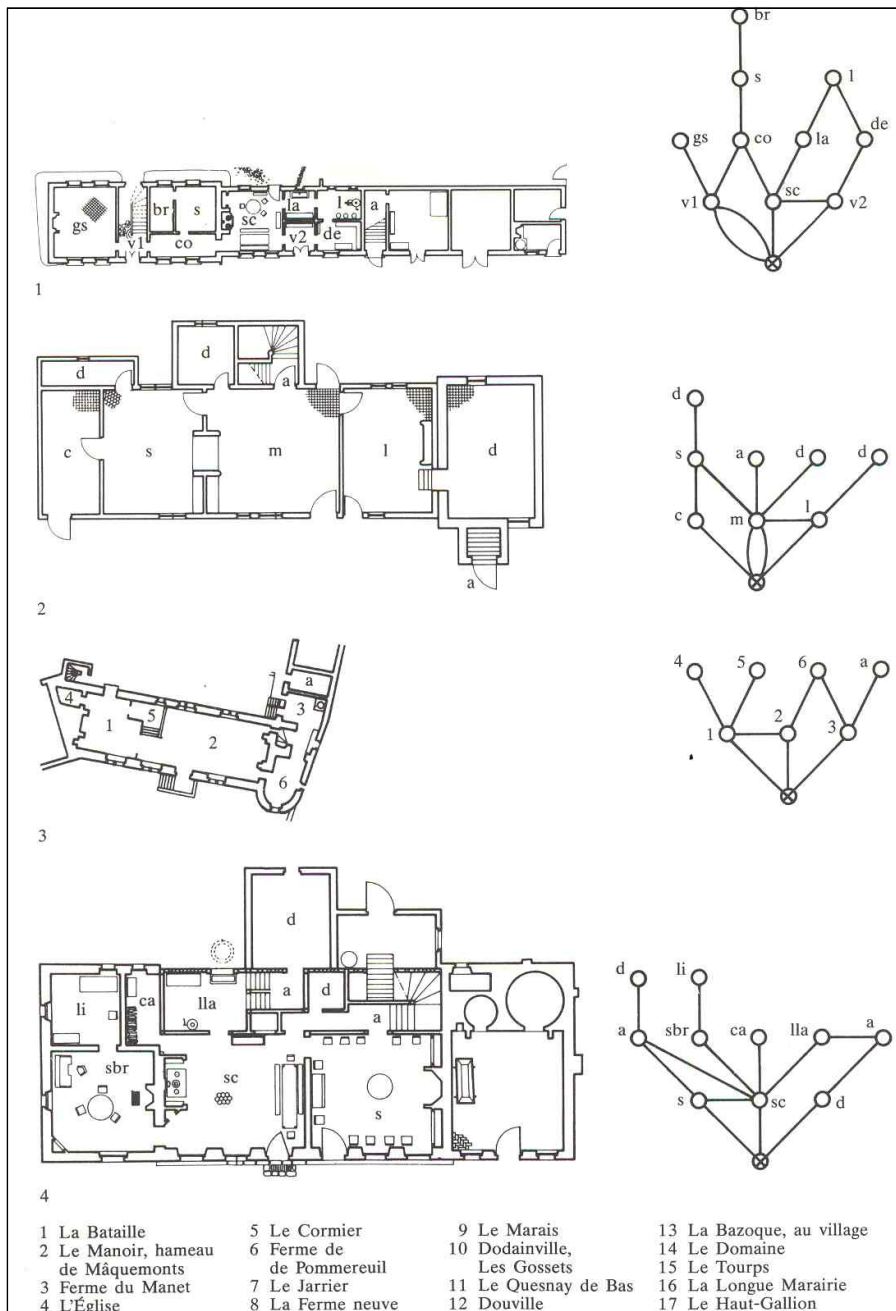 br
s
l
gs
co
la
de
v1
sc
v2
gs
br
s
sc
la
l
a
v1
co
v2
de
1
d
d
a
c
s
m
l
d
a
d
s
a
d
d
c
m
l
2
4
1
5
2
3
a
6
4
5
6
a
1
2
3
3
d
li
ca
lla
a
d
a
sbr
sc
s
d
li
a
sbr
ca
lla
a
s
sc
d
4
1 La Bataille
2 Le Manoir, hameau
de Mâquemonts
3 Ferme du Manet
4 L'Église
5 Le Cormier
6 Ferme de
de Pommereuil
7 Le Jarrier
8 La Ferme neuve
9 Le Marais
10 Dodainville,
Les Gossets
11 Le Quesnay de Bas
12 Douville
13 La Bazoque, au village
14 Le Domaine
15 Le Tourps
16 La Longue Marairie
17 Le Haut-Gallion